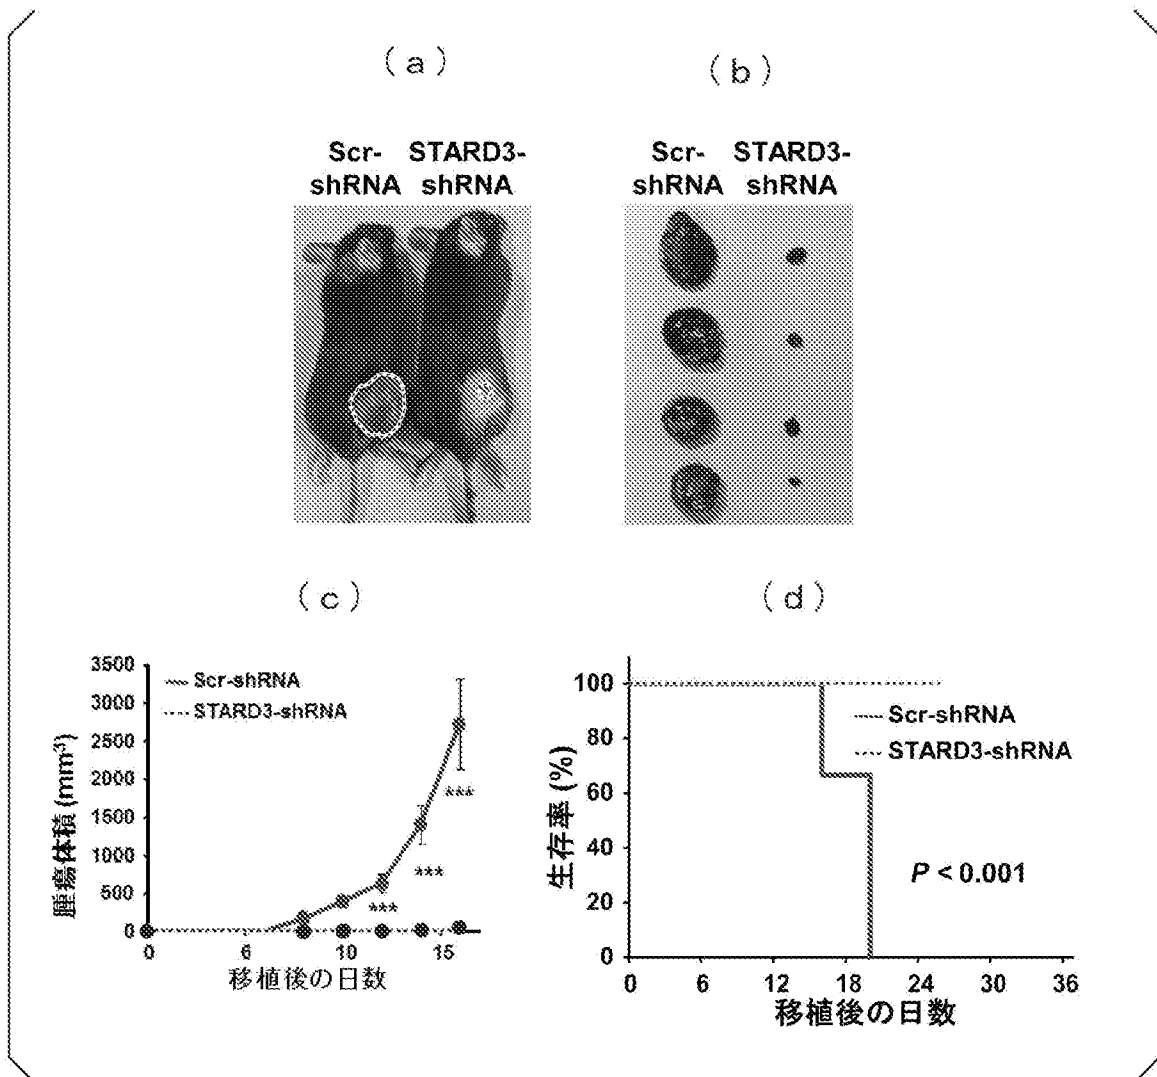 (a)
(b)
Scr- STARD3-
shRNA shRNA
Scr- STARD3-
shRNA shRNA
(c)
(d)
3500
3000
2500
2000
1500
1000
500
0
腫瘍体積 (mm³)
Scr-shRNA
STARD3-shRNA
***
***
***
0 6 10 15
移植後の日数
100
80
60
40
20
0
生存率 (%)
Scr-shRNA
STARD3-shRNA
P < 0.001
0 6 12 18 24 30 36
移植後の日数